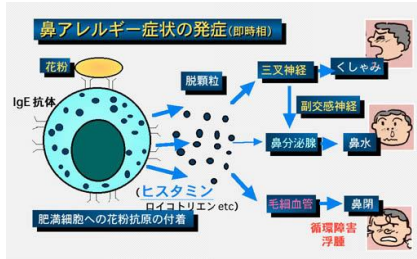 鼻アレルギー症状の発症(即時相)
花粉
IgE 抗体
脱顆粒
三叉神経
くしゃみ
副交感神経
鼻分泌腺
鼻水
(ヒスタミン
ロイコトリエン etc)
毛細血管
鼻閉
循環障害
浮腫
肥満細胞への花粉抗原の付着